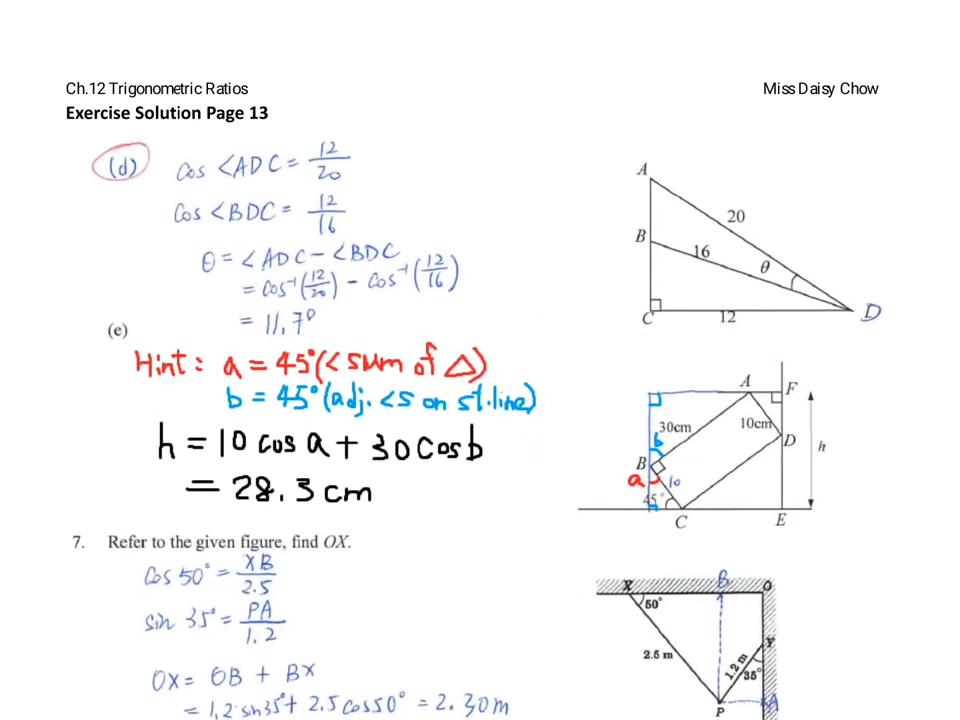 Ch.12 Trigonometric Ratios
Miss Daisy Chow
Exercise Solution Page 13
(d) Cos <ADC = 12/20
Cos <BDC = 12/16
θ = <ADC - <BDC
= Cos⁻¹(12/20) - Cos⁻¹(12/16)
= 11.7°
A
B
C
D
20
16
θ
12
(e)
Hint: a = 45° (< sum of Δ)
b = 45° (adj. <s on st. line)
h = 10 cos a + 30 cos b
= 28.3 cm
A
F
30cm
10cm
b
D
h
B
a
10
45°
C
E
7. Refer to the given figure, find OX.
Cos 50° = XB/2.5
sin 35° = PA/1.2
OX = OB + BX
= 1.2 sin35° + 2.5 cos50° = 2.30m
X
B
O
50°
2.5 m
1.2 m
Y
35°
P
A